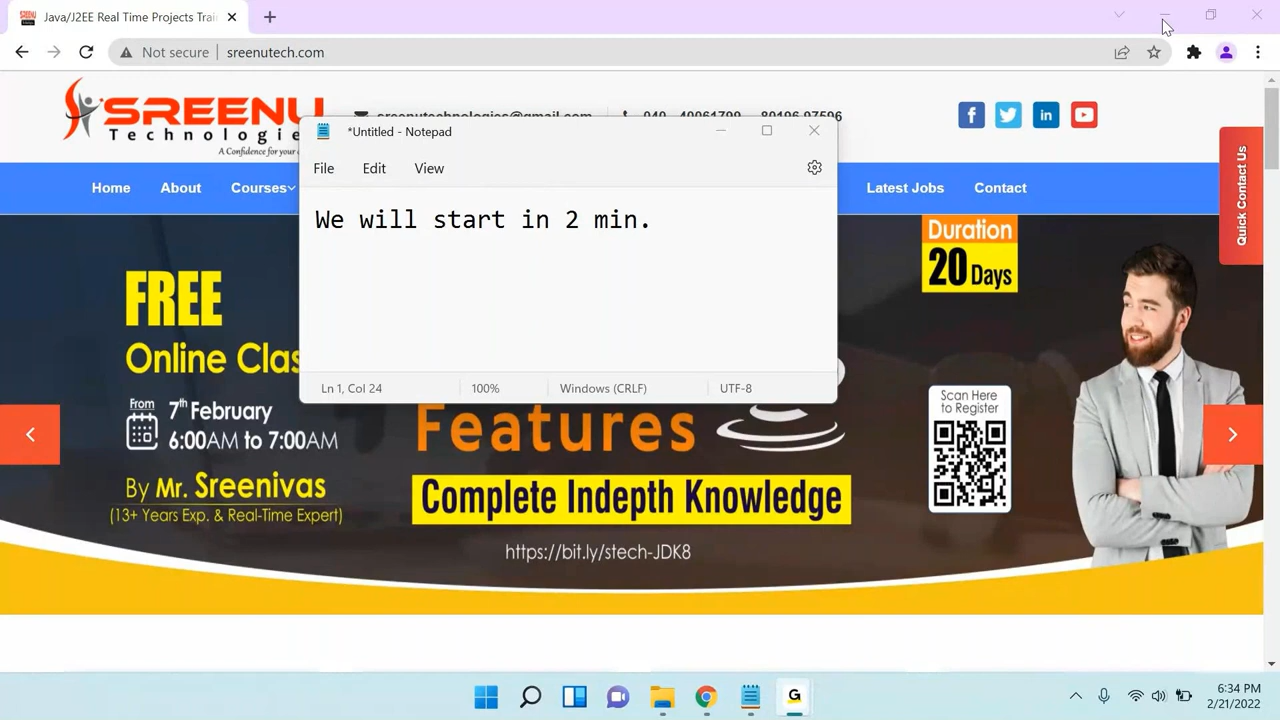 Java/J2EE Real Time Projects Trai
Not secure
sreenutech.com
SREENU
Technologie
A Confidence for your
sreenutechnologies@gmail.com
*Untitled - Notepad
File Edit View
We will start in 2 min.
Ln 1, Col 24
100%
Windows (CRLF)
UTF-8
Home
About
Courses
Latest Jobs
Contact
Quick Contact Us
FREE
Online Clas
From
7th February
6:00AM to 7:00AM
By Mr. Sreenivas
(13+ Years Exp. & Real-Time Expert)
Duration
20 Days
Features
Complete Indepth Knowledge
https://bit.ly/stech-JDK8
Scan Here
to Register
6:34 PM
2/21/2022